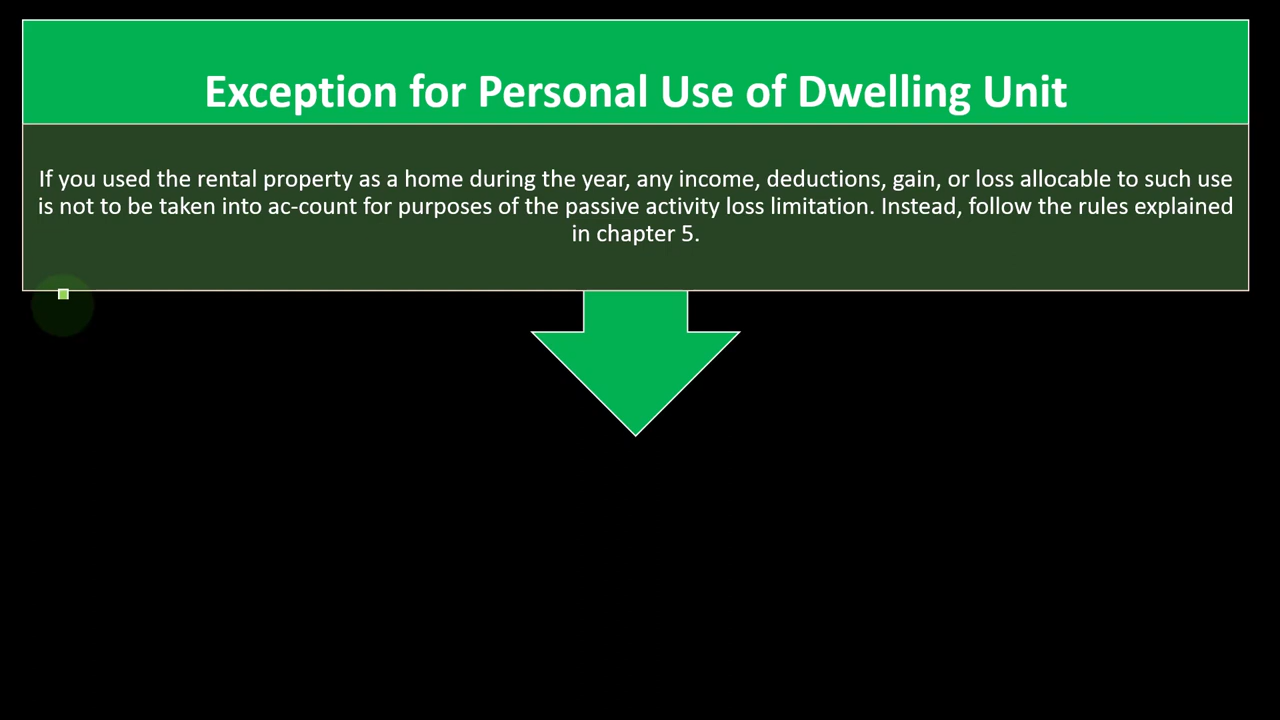 Exception for Personal Use of Dwelling Unit
If you used the rental property as a home during the year, any income, deductions, gain, or loss allocable to such use
is not to be taken into ac-count for purposes of the passive activity loss limitation. Instead, follow the rules explained
in chapter 5.